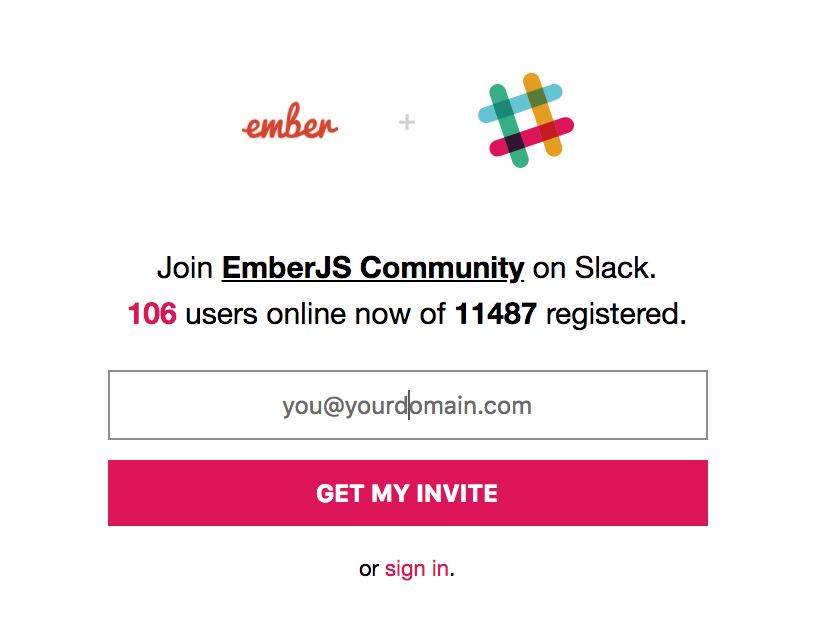 ember
+
Join EmberJS Community on Slack.
106 users online now of 11487 registered.
you@yourdomain.com
GET MY INVITE
or sign in.